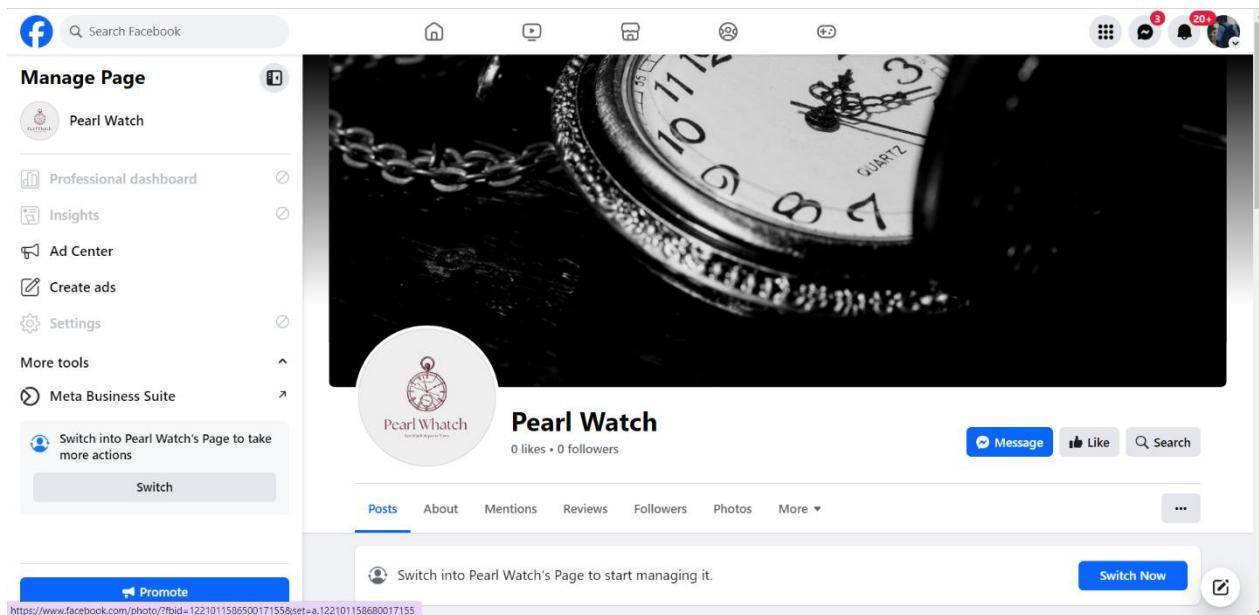 Search Facebook
3
20+
Manage Page
Pearl Watch
Professional dashboard
Insights
Ad Center
Create ads
Settings
More tools
Meta Business Suite
Switch into Pearl Watch's Page to take
more actions
Switch
Promote
https://www.facebook.com/photo/?fbid=122101158650017155&set=a.122101158680017155
55
11 12
10
9
8
7
3
QUARTZ
Pearl Whatch
Pearl Watch
0 likes • 0 followers
Message
Like
Search
Posts About Mentions Reviews Followers Photos More
Switch into Pearl Watch's Page to start managing it.
Switch Now